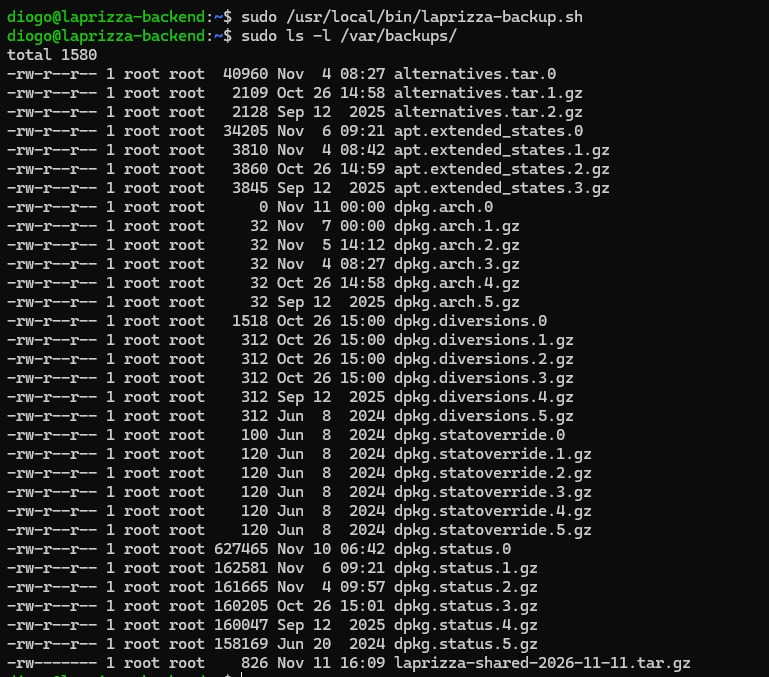 diogo@laprizza-backend:~$ sudo /usr/local/bin/laprizza-backup.sh
diogo@laprizza-backend:~$ sudo ls -l /var/backups/
total 1580
-rw-r--r-- 1 root root  40960 Nov  4 08:27 alternatives.tar.0
-rw-r--r-- 1 root root   2109 Oct 26 14:58 alternatives.tar.1.gz
-rw-r--r-- 1 root root   2128 Sep 12  2025 alternatives.tar.2.gz
-rw-r--r-- 1 root root  34205 Nov  6 09:21 apt.extended_states.0
-rw-r--r-- 1 root root   3810 Nov  4 08:42 apt.extended_states.1.gz
-rw-r--r-- 1 root root   3860 Oct 26 14:59 apt.extended_states.2.gz
-rw-r--r-- 1 root root   3845 Sep 12  2025 apt.extended_states.3.gz
-rw-r--r-- 1 root root      0 Nov 11 00:00 dpkg.arch.0
-rw-r--r-- 1 root root     32 Nov  7 00:00 dpkg.arch.1.gz
-rw-r--r-- 1 root root     32 Nov  5 14:12 dpkg.arch.2.gz
-rw-r--r-- 1 root root     32 Nov  4 08:27 dpkg.arch.3.gz
-rw-r--r-- 1 root root     32 Oct 26 14:58 dpkg.arch.4.gz
-rw-r--r-- 1 root root     32 Sep 12  2025 dpkg.arch.5.gz
-rw-r--r-- 1 root root   1518 Oct 26 15:00 dpkg.diversions.0
-rw-r--r-- 1 root root    312 Oct 26 15:00 dpkg.diversions.1.gz
-rw-r--r-- 1 root root    312 Oct 26 15:00 dpkg.diversions.2.gz
-rw-r--r-- 1 root root    312 Oct 26 15:00 dpkg.diversions.3.gz
-rw-r--r-- 1 root root    312 Sep 12  2025 dpkg.diversions.4.gz
-rw-r--r-- 1 root root    312 Jun  8  2024 dpkg.diversions.5.gz
-rw-r--r-- 1 root root    100 Jun  8  2024 dpkg.statoverride.0
-rw-r--r-- 1 root root    120 Jun  8  2024 dpkg.statoverride.1.gz
-rw-r--r-- 1 root root    120 Jun  8  2024 dpkg.statoverride.2.gz
-rw-r--r-- 1 root root    120 Jun  8  2024 dpkg.statoverride.3.gz
-rw-r--r-- 1 root root    120 Jun  8  2024 dpkg.statoverride.4.gz
-rw-r--r-- 1 root root    120 Jun  8  2024 dpkg.statoverride.5.gz
-rw-r--r-- 1 root root 627465 Nov 10 06:42 dpkg.status.0
-rw-r--r-- 1 root root 162581 Nov  6 09:21 dpkg.status.1.gz
-rw-r--r-- 1 root root 161665 Nov  4 09:57 dpkg.status.2.gz
-rw-r--r-- 1 root root 160205 Oct 26 15:01 dpkg.status.3.gz
-rw-r--r-- 1 root root 160047 Sep 12  2025 dpkg.status.4.gz
-rw-r--r-- 1 root root 158169 Jun 20  2024 dpkg.status.5.gz
-rw------- 1 root root    826 Nov 11 16:09 laprizza-shared-2026-11-11.tar.gz
diogo@laprizza-backend:~$